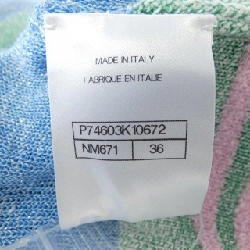 MADE IN ITALY
FABRIQUE EN ITALIE
P74603K10672
NM671 36